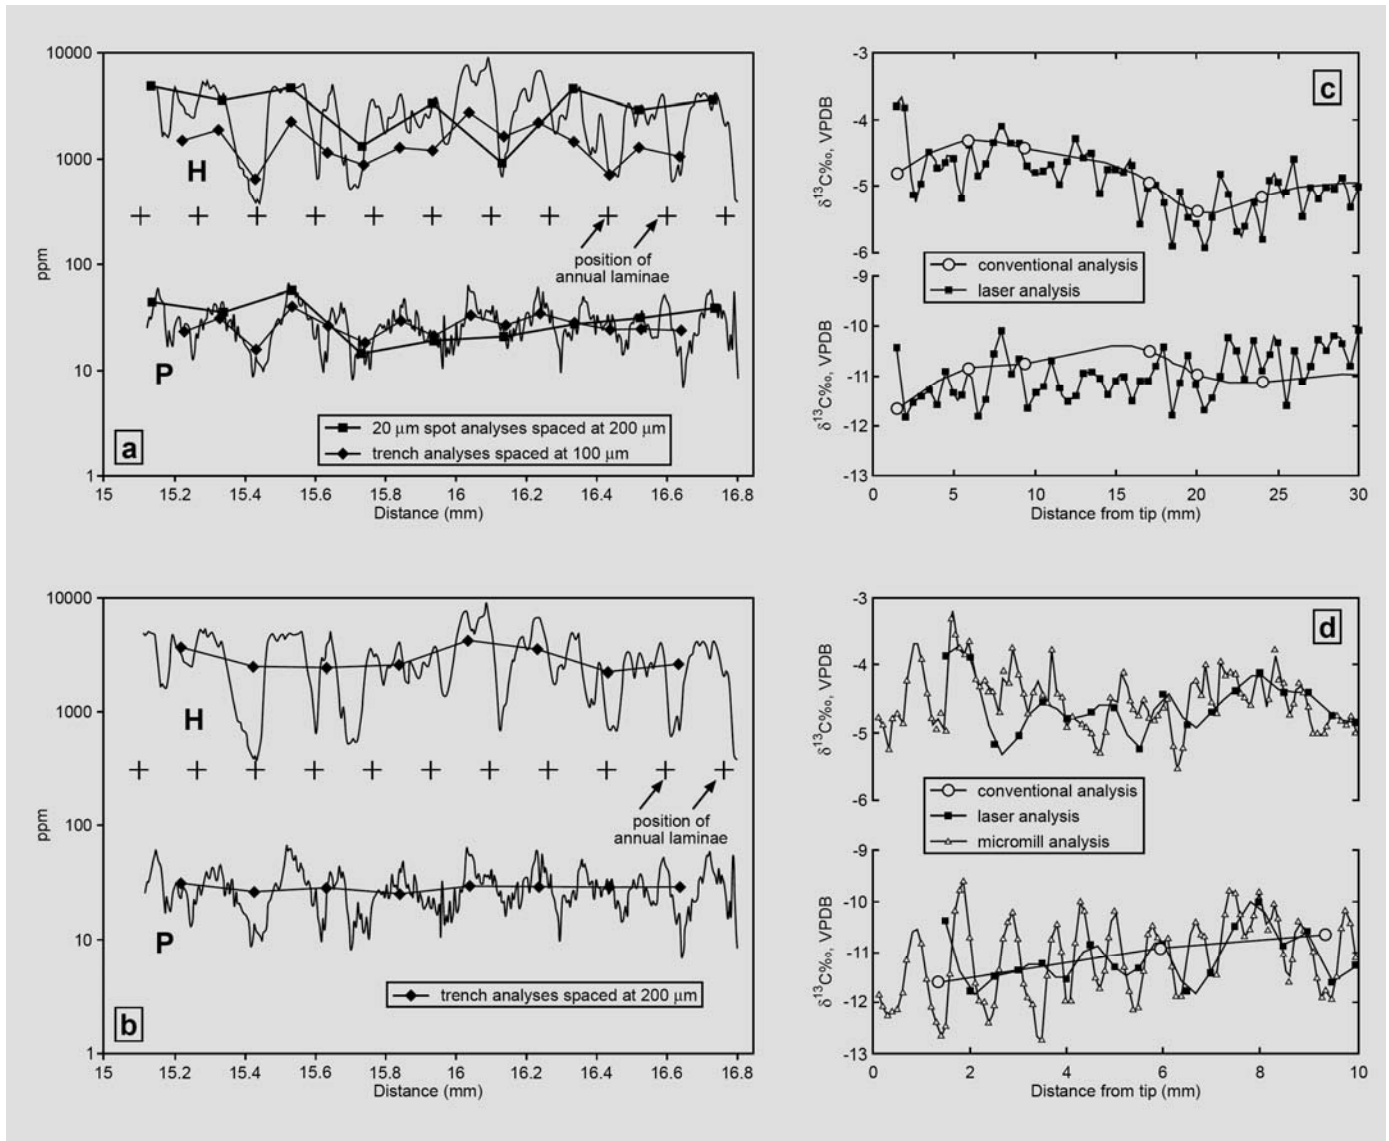 10000
1000
100
10
1
ppm
H
P
position of
annual laminae
20 μm spot analyses spaced at 200 μm
trench analyses spaced at 100 μm
a
15 15.2 15.4 15.6 15.8 16 16.2 16.4 16.6 16.8
Distance (mm)
-3
-4
-5
-6
-9
-10
-11
-12
-13
δ13C‰, VPDB
δ13C‰, VPDB
c
conventional analysis
laser analysis
0 5 10 15 20 25 30
Distance from tip (mm)
10000
1000
100
10
1
ppm
H
P
position of
annual laminae
trench analyses spaced at 200 μm
b
15 15.2 15.4 15.6 15.8 16 16.2 16.4 16.6 16.8
Distance (mm)
-3
-4
-5
-6
-9
-10
-11
-12
-13
δ13C‰, VPDB
δ13C‰, VPDB
d
conventional analysis
laser analysis
micromill analysis
0 2 4 6 8 10
Distance from tip (mm)